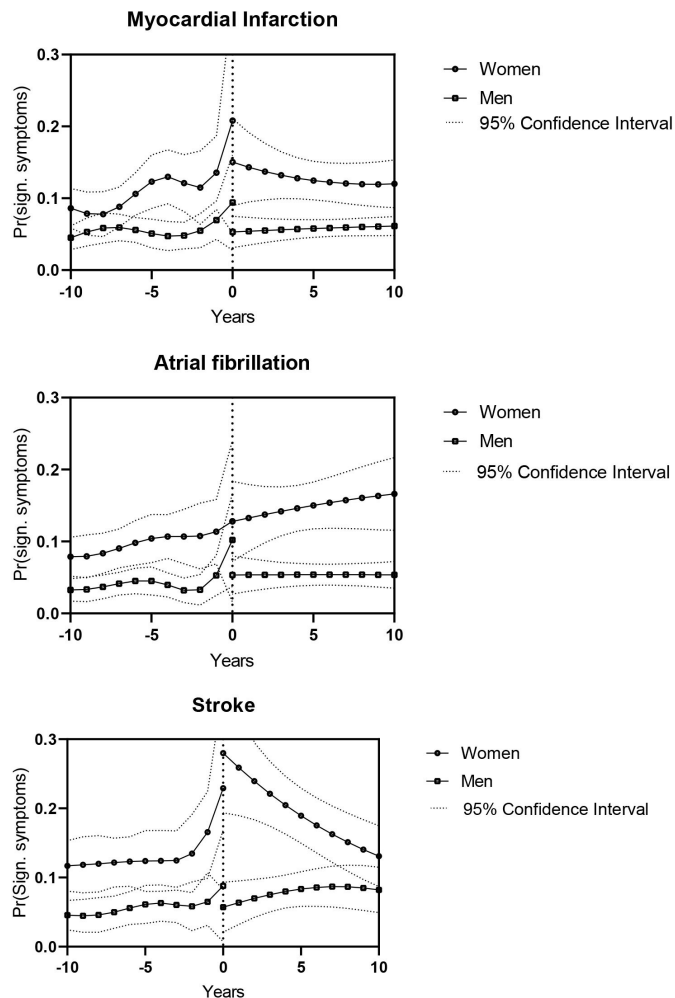 Myocardial Infarction
Pr(sign. symptoms)
0.3
0.2
0.1
0.0
-10
-5
0
5
10
Years
Women
Men
95% Confidence Interval
Atrial fibrillation
Pr(sign. symptoms)
0.3
0.2
0.1
0.0
-10
-5
0
5
10
Years
Women
Men
95% Confidence Interval
Stroke
Pr(Sign. symptoms)
0.3
0.2
0.1
0.0
-10
-5
0
5
10
Years
Women
Men
95% Confidence Interval